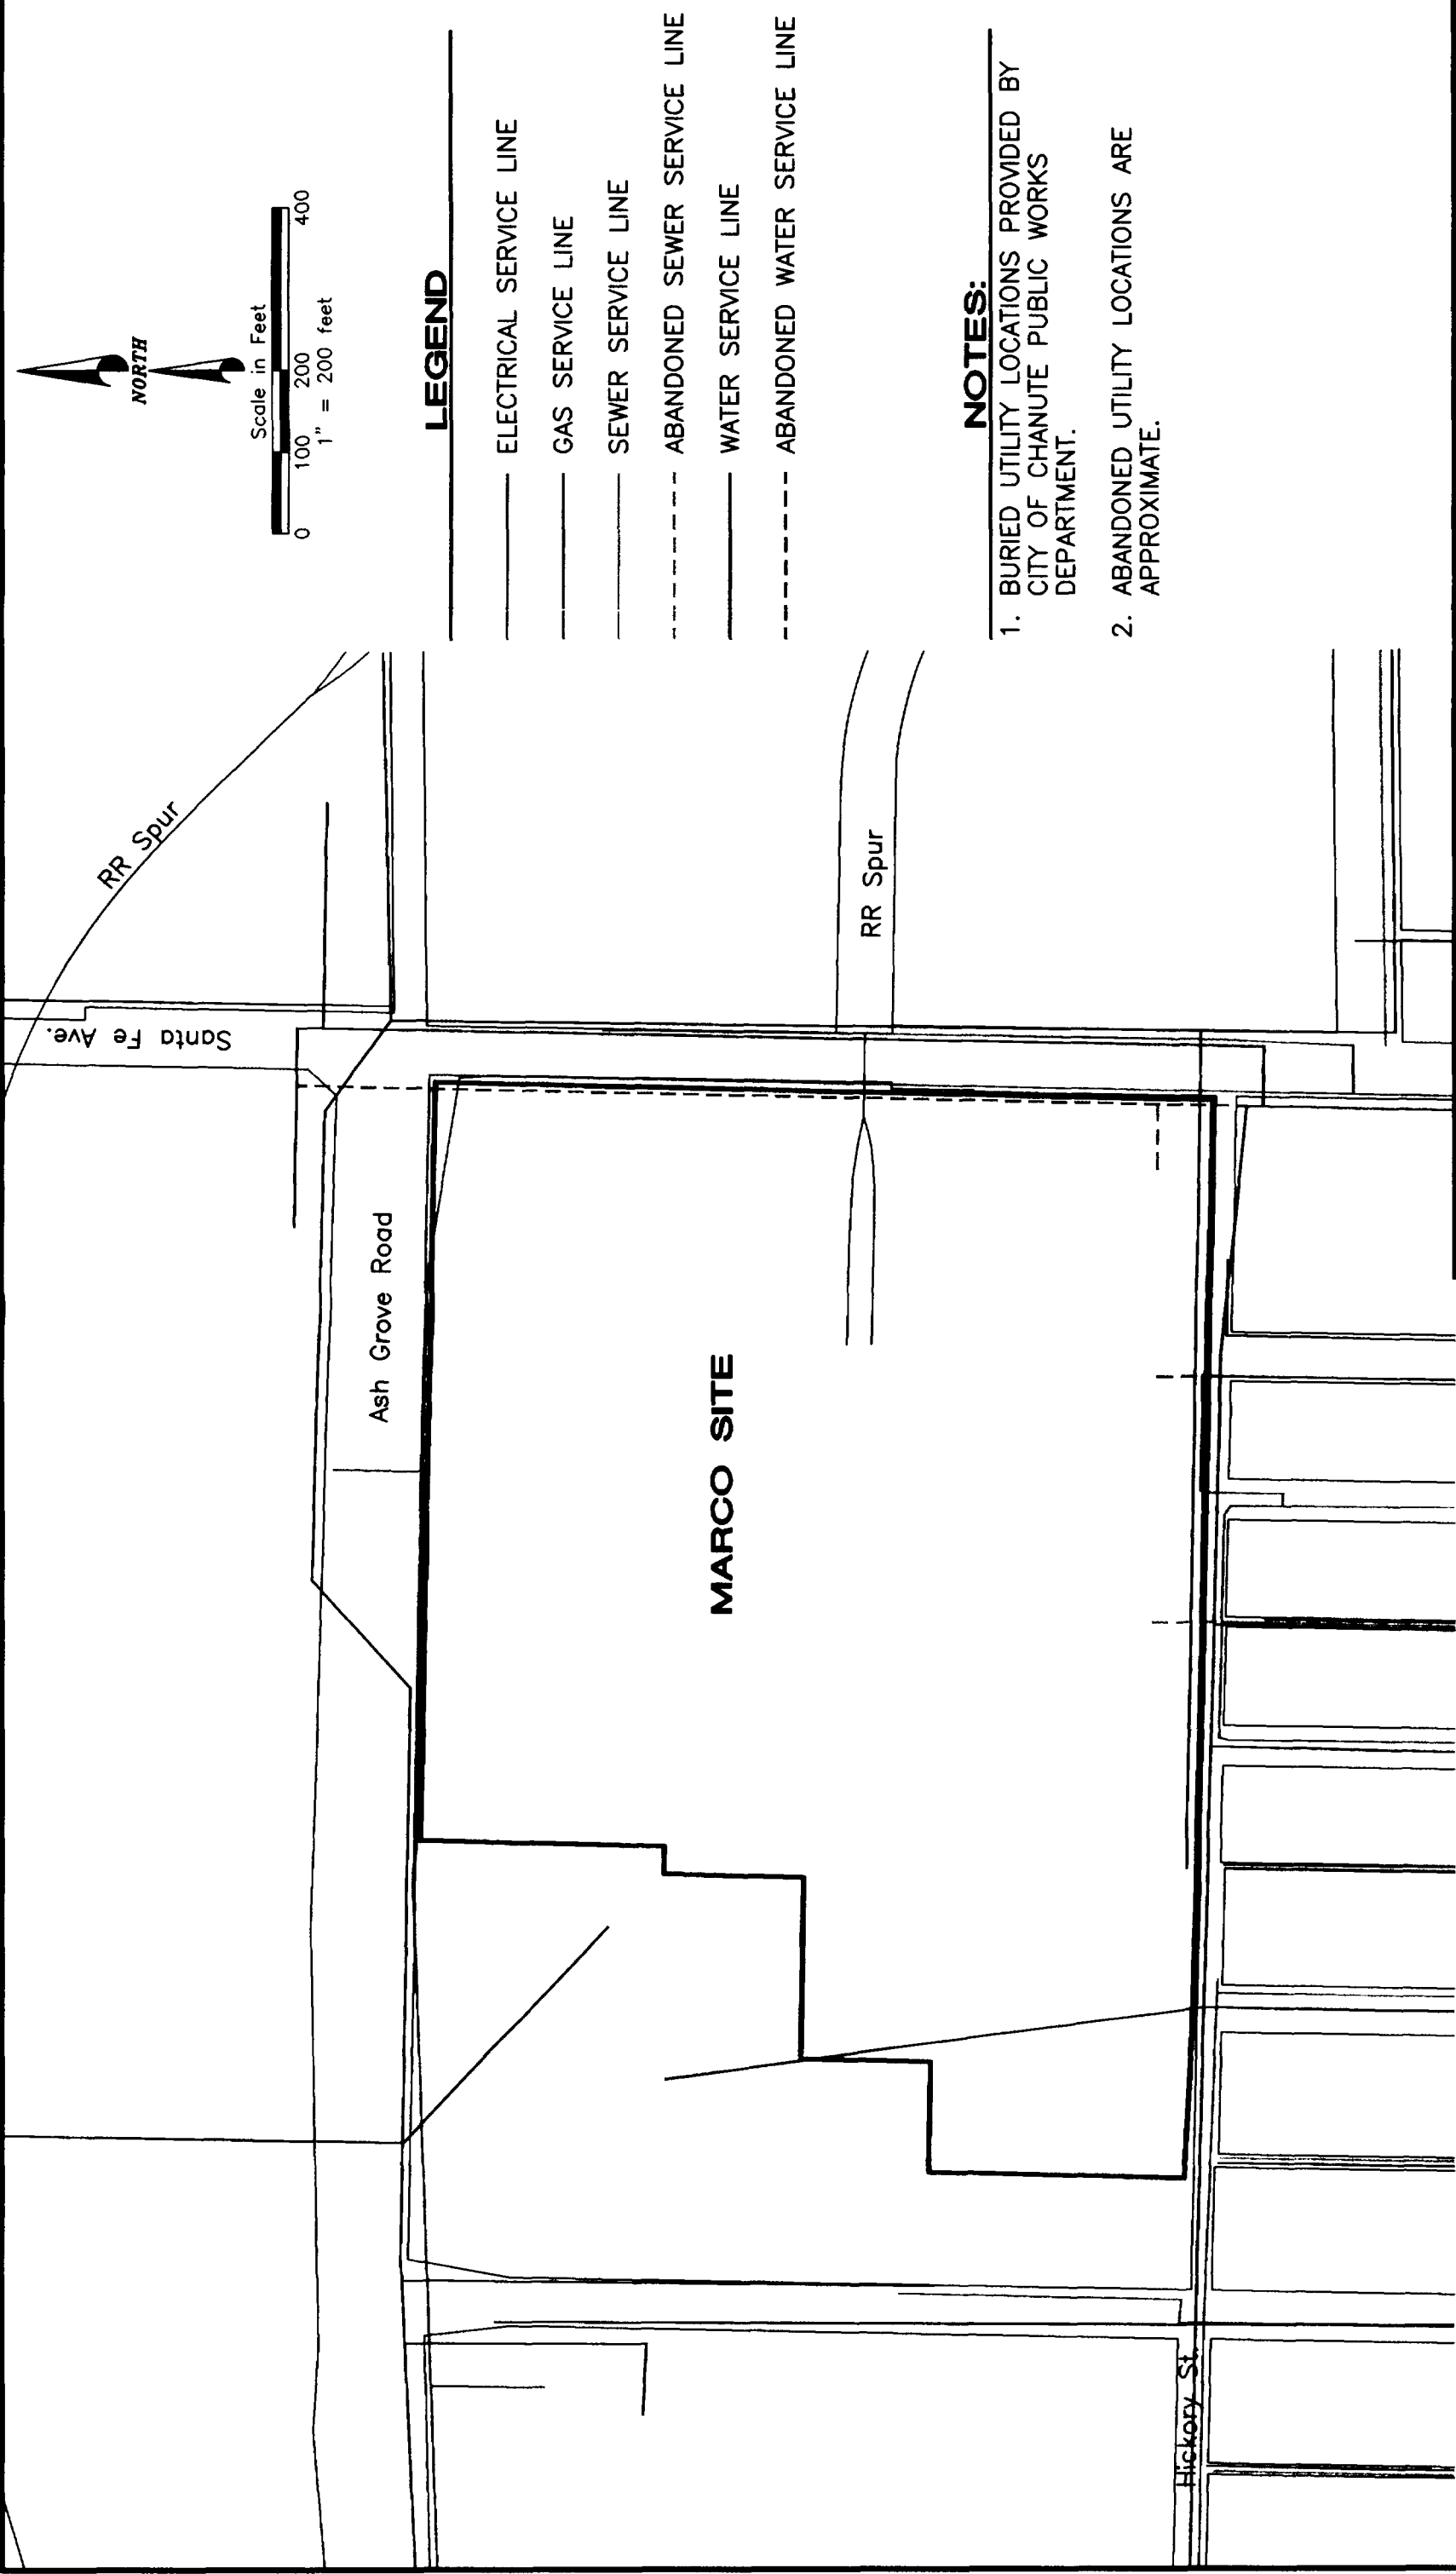 NORTH
Scale in Feet
0 100 200 400
1" = 200 feet
LEGEND
ELECTRICAL SERVICE LINE
GAS SERVICE LINE
SEWER SERVICE LINE
ABANDONED SEWER SERVICE LINE
WATER SERVICE LINE
ABANDONED WATER SERVICE LINE
NOTES:
1. BURIED UTILITY LOCATIONS PROVIDED BY
CITY OF CHANUTE PUBLIC WORKS
DEPARTMENT.
2. ABANDONED UTILITY LOCATIONS ARE
APPROXIMATE.
RR Spur
Santa Fe Ave.
Ash Grove Road
RR Spur
MARCO SITE
Hickory St.